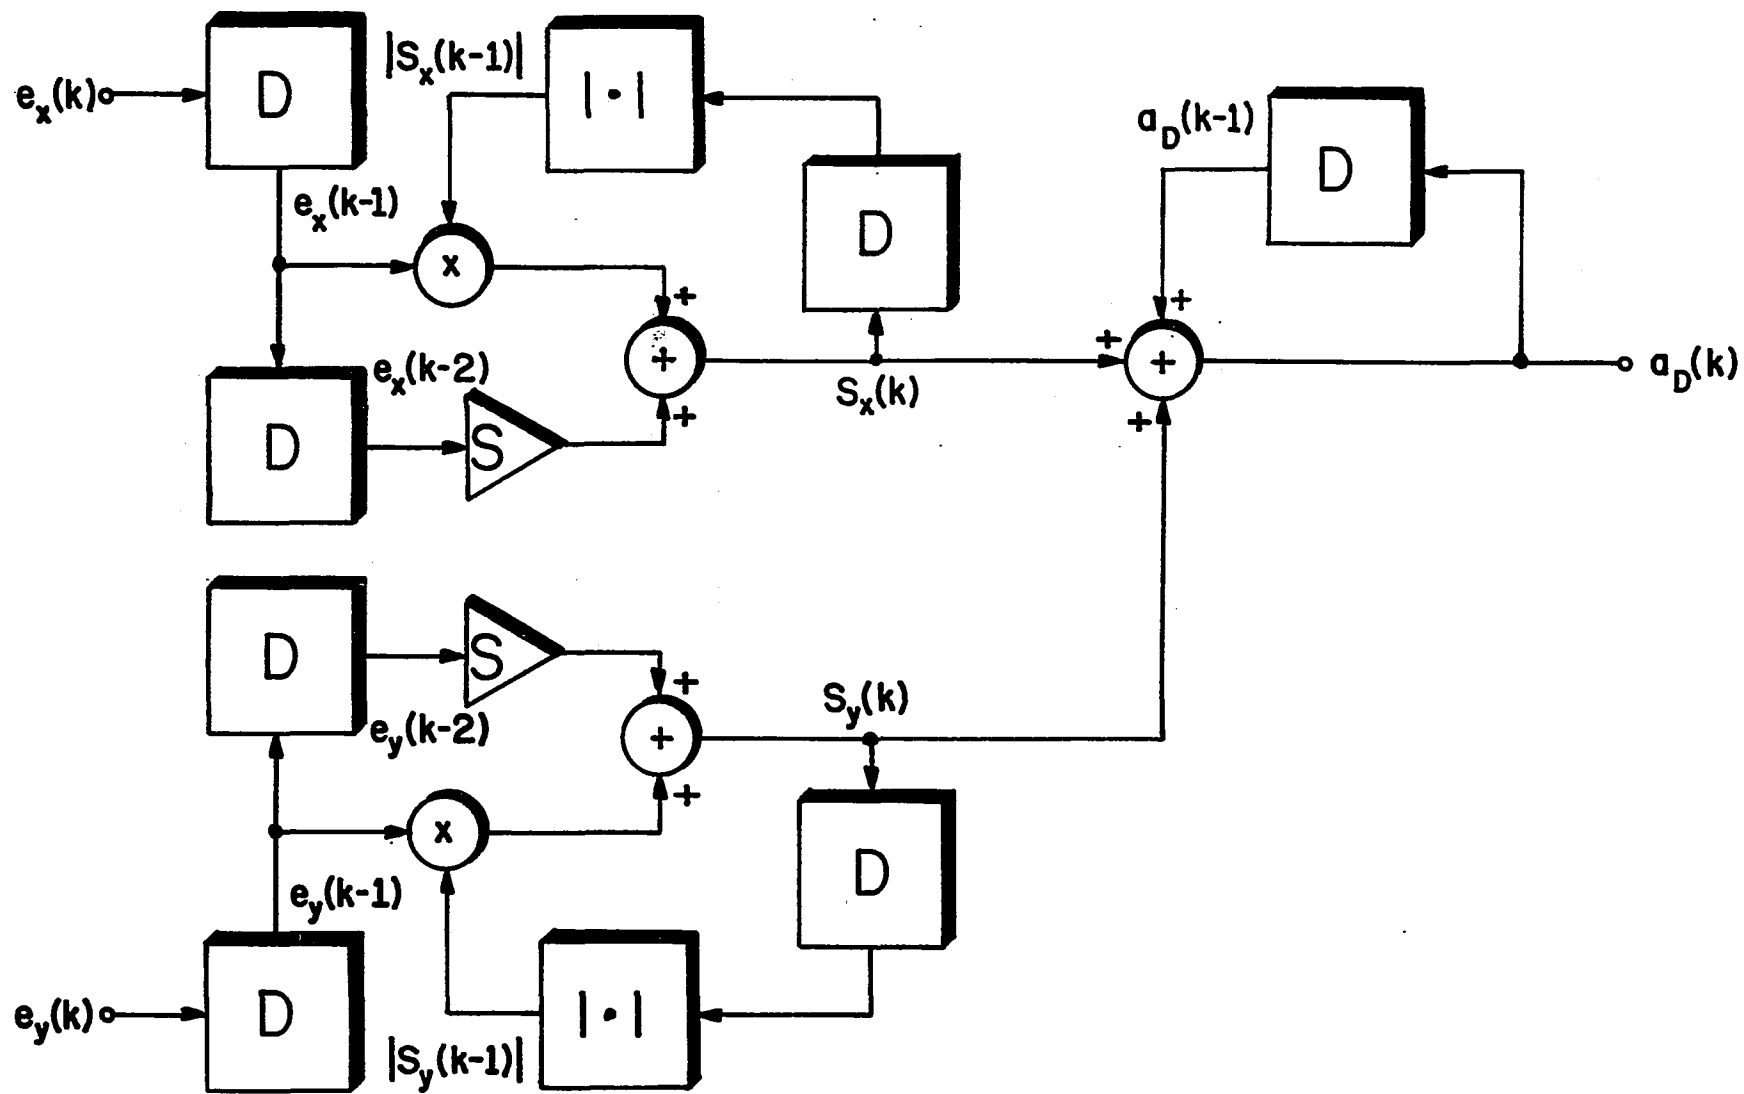 e_x(k)
D
|S_x(k-1)|
|•|
a_D(k-1)
D
e_x(k-1)
x
D
+
+
+
+
+
+
+
a_D(k)
S_x(k)
e_x(k-2)
D
S
D
S
e_y(k-2)
+
+
+
S_y(k)
x
D
e_y(k-1)
e_y(k)
D
|S_y(k-1)|
|•|